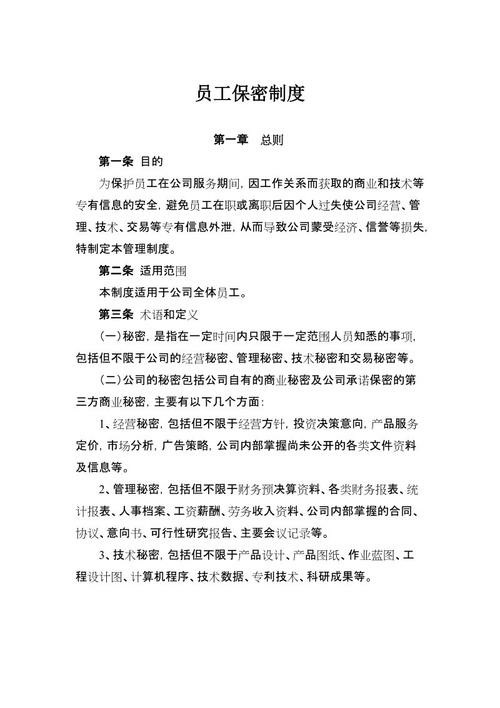 员工保密制度
第一章　总则
第一条 目的
为保护员工在公司服务期间，因工作关系而获取的商业和技术等
专有信息的安全，避免员工在职或离职后因个人过失使公司经营、管
理、技术、交易等专有信息外泄，从而导致公司蒙受经济、信誉等损失，
特制定本管理制度。
第二条 适用范围
本制度适用于公司全体员工。
第三条 术语和定义
（一）秘密，是指在一定时间内只限于一定范围人员知悉的事项，
包括但不限于公司的经营秘密、管理秘密、技术秘密和交易秘密等。
（二）公司的秘密包括公司自有的商业秘密及公司承诺保密的第
三方商业秘密，主要有以下几个方面：
1、经营秘密，包括但不限于经营方针，投资决策意向，产品服务
定价，市场分析，广告策略，公司内部掌握尚未公开的各类文件资料
及信息等。
2、管理秘密，包括但不限于财务预决算资料、各类财务报表、统
计报表、人事档案、工资薪酬、劳务收入资料、公司内部掌握的合同、
协议、意向书、可行性研究报告、主要会议记录等。
3、技术秘密，包括但不限于产品设计、产品图纸、作业蓝图、工
程设计图、计算机程序、技术数据、专利技术、科研成果等。